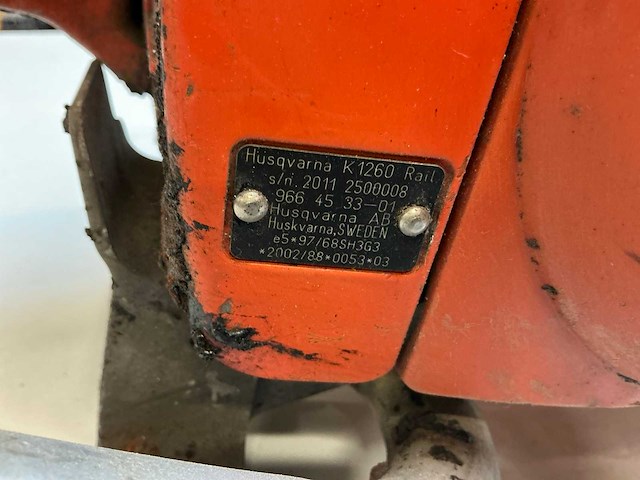 Husqvarna K1260 Rail
s/n. 2011 2500008
966 45 33-01
Husqvarna AB
Huskvarna, SWEDEN
e5*97/68SH3G3
*2002/88*0053*03